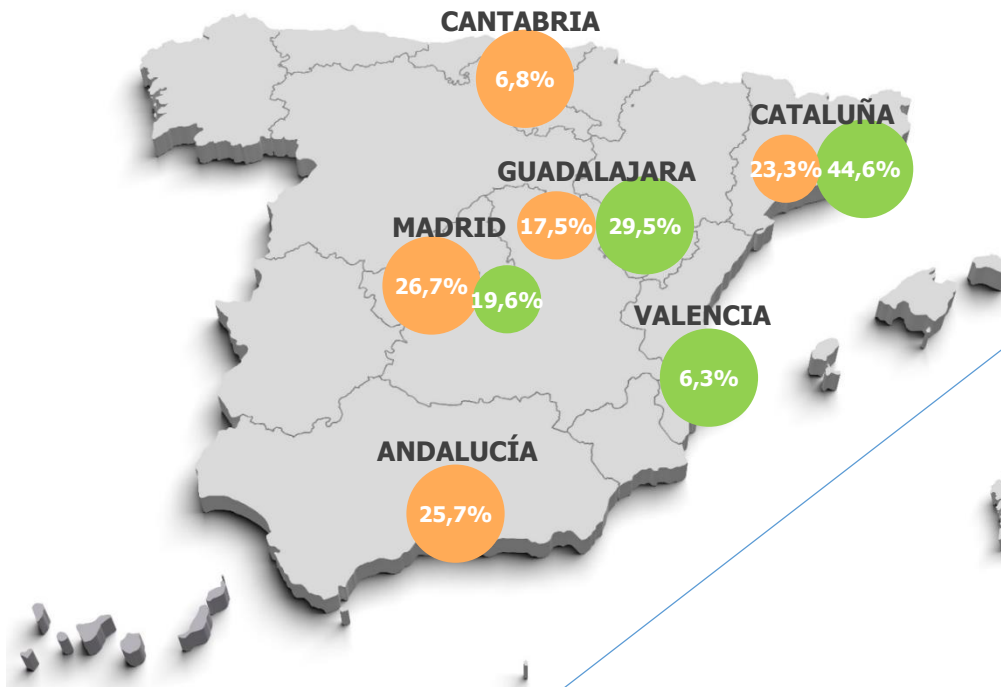 CANTABRIA
6,8%
CATALUÑA
23,3%
44,6%
GUADALAJARA
17,5%
29,5%
MADRID
26,7%
19,6%
VALENCIA
6,3%
ANDALUCÍA
25,7%